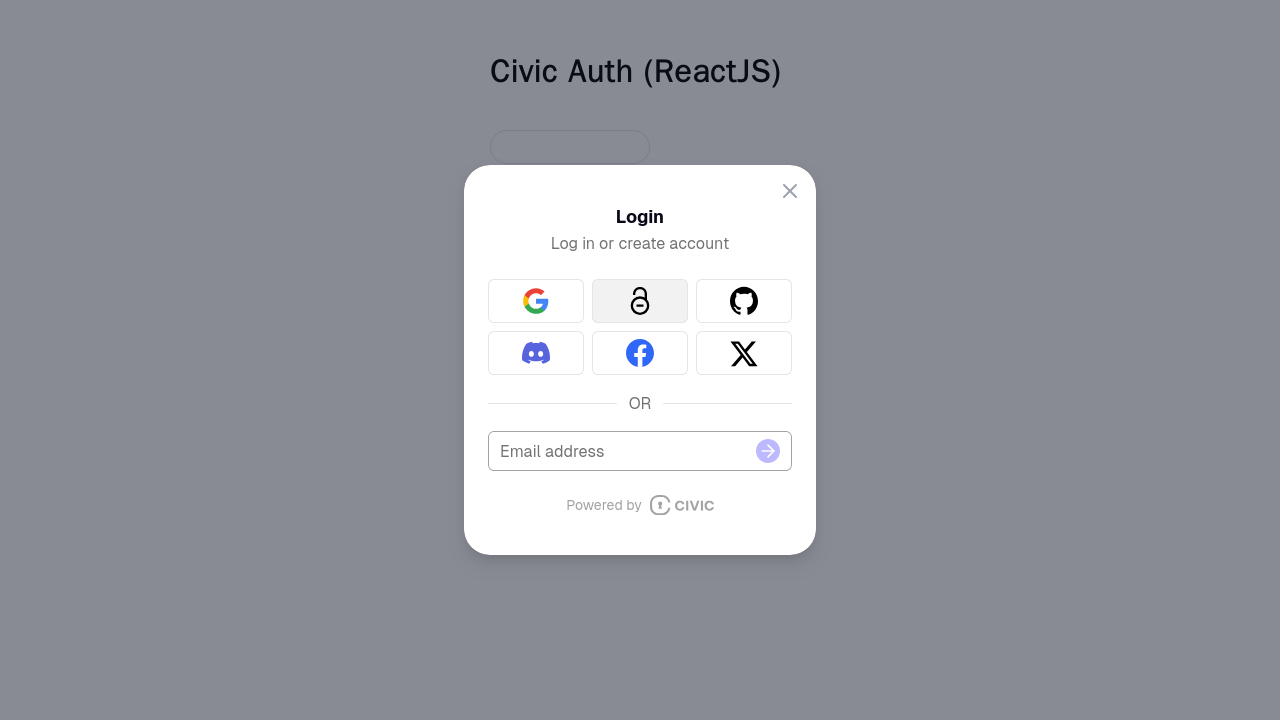 Civic Auth (ReactJS)
Login
Log in or create account
OR
Email address
Powered by CIVIC